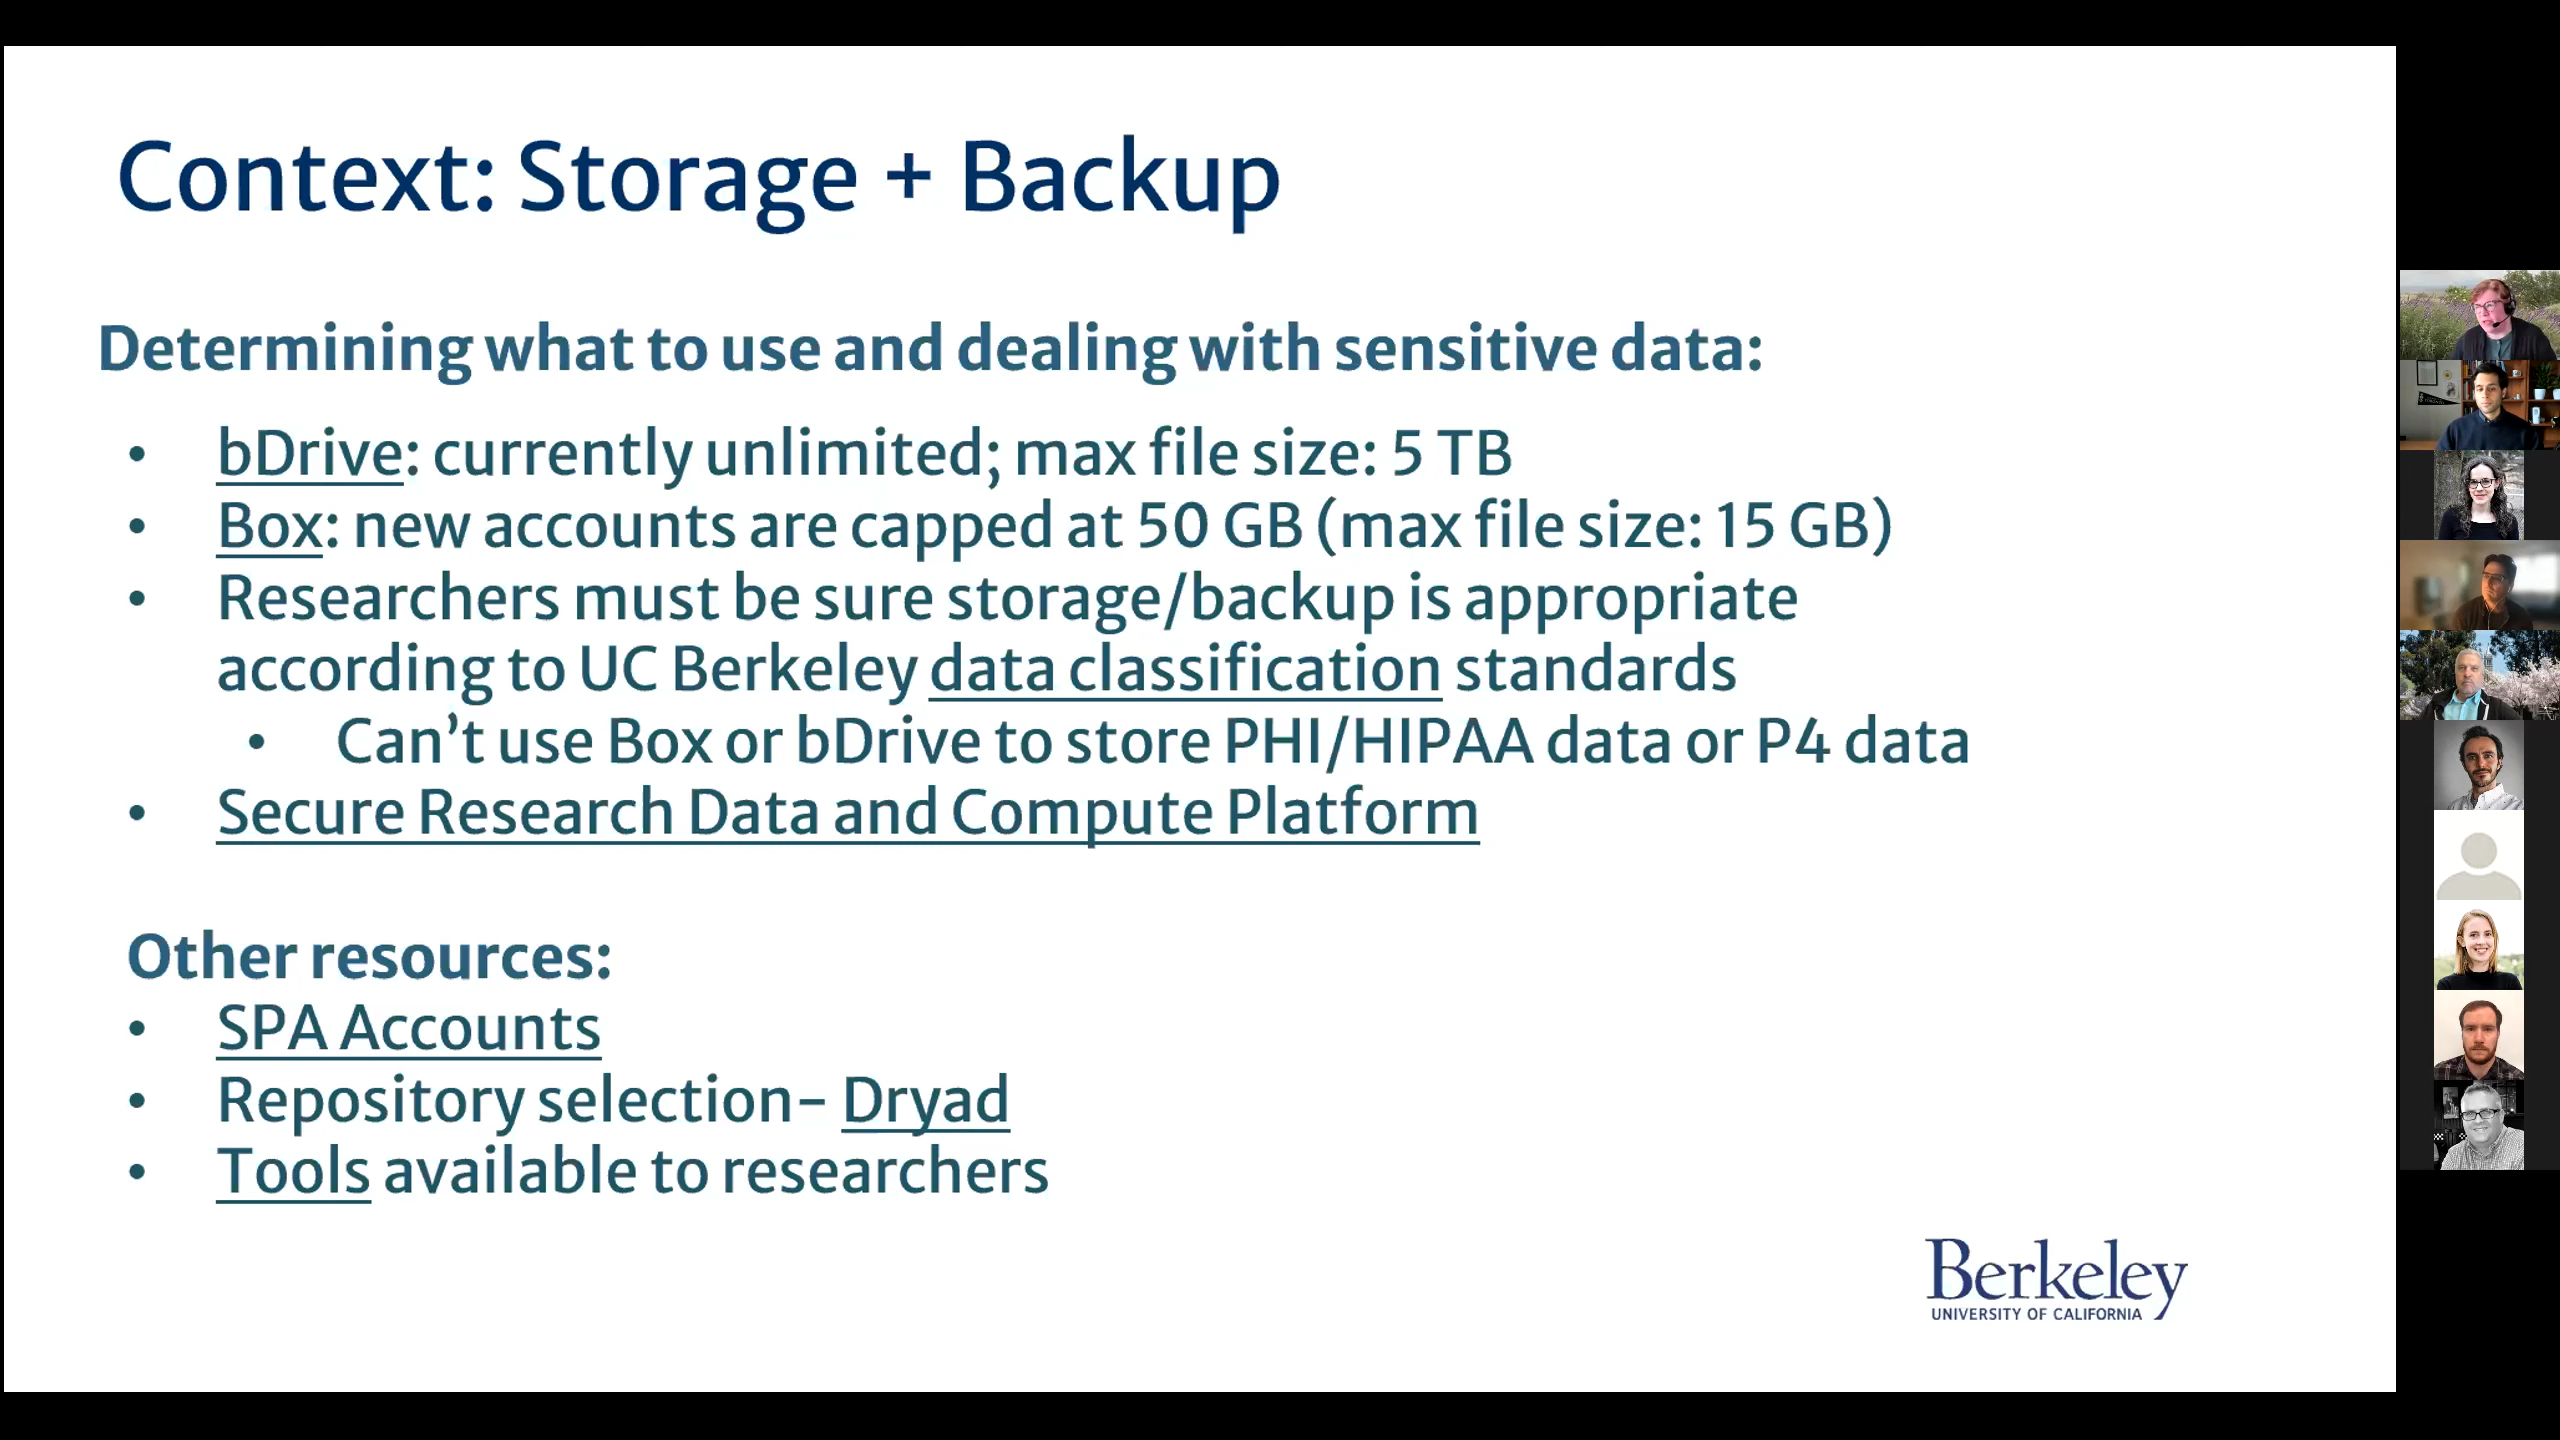 Context: Storage + Backup
Determining what to use and dealing with sensitive data:
• bDrive: currently unlimited; max file size: 5 TB
• Box: new accounts are capped at 50 GB (max file size: 15 GB)
• Researchers must be sure storage/backup is appropriate
according to UC Berkeley data classification standards
• Can’t use Box or bDrive to store PHI/HIPAA data or P4 data
• Secure Research Data and Compute Platform
Other resources:
• SPA Accounts
• Repository selection– Dryad
• Tools available to researchers
Berkeley
UNIVERSITY OF CALIFORNIA